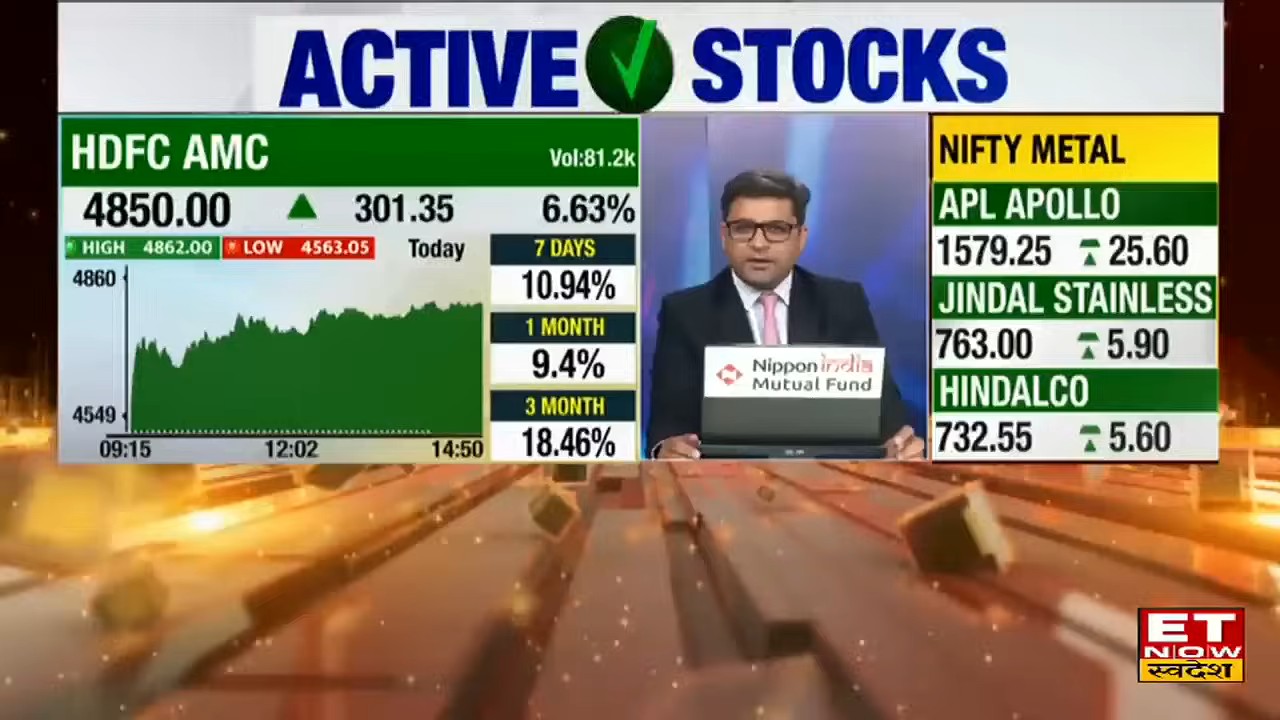 ACTIVE STOCKS
HDFC AMC
Vol:81.2k
4850.00 ▲ 301.35 6.63%
HIGH 4862.00 LOW 4563.05 Today
4860
4549
09:15 12:02 14:50
7 DAYS
10.94%
1 MONTH
9.4%
3 MONTH
18.46%
Nippon india
Mutual Fund
NIFTY METAL
APL APOLLO
1579.25 25.60
JINDAL STAINLESS
763.00 5.90
HINDALCO
732.55 5.60
ET
NOW
स्वदेश